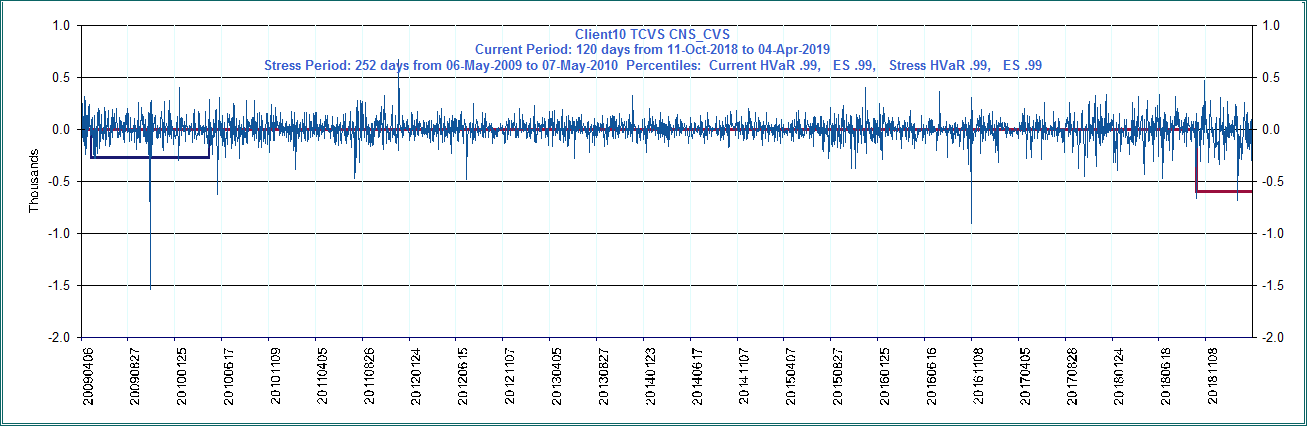 Client10 TCVS CNS_CVS
Current Period: 120 days from 11-Oct-2018 to 04-Apr-2019
Stress Period: 252 days from 06-May-2009 to 07-May-2010 Percentiles: Current HVaR .99, ES .99, Stress HVaR .99, ES .99
1.0 1.0
0.5 0.5
0.0 0.0
-0.5 -0.5
-1.0 -1.0
-1.5 -1.5
-2.0 -2.0
Thousands
20090406 20090827 20100125 20100617 20101109 20110405 20110826 20120124 20120615 20121107 20130405 20130827 20140123 20140617 20141107 20150407 20150827 20160125 20160616 20161108 20170405 20170828 20180124 20180618 20181108